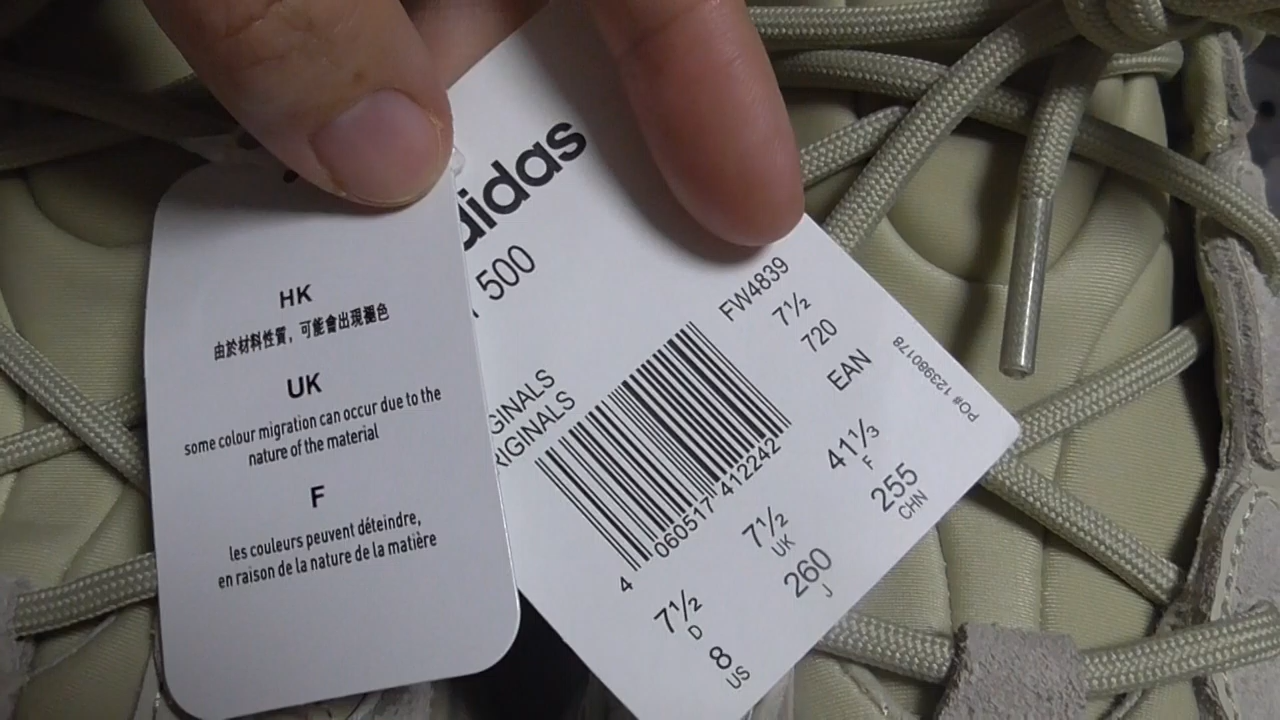 HK
由於材料性質，可能會出現褪色
UK
some colour migration can occur due to the
nature of the material
F
les couleurs peuvent déteindre,
en raison de la nature de la matière
adidas
500
GINALS
RIGINALS
FW4839
7½
720
EAN
PO# 123980178
4 060517 412242
41⅓
F
255
CHN
7½
UK
260
J
7½
D
8
US